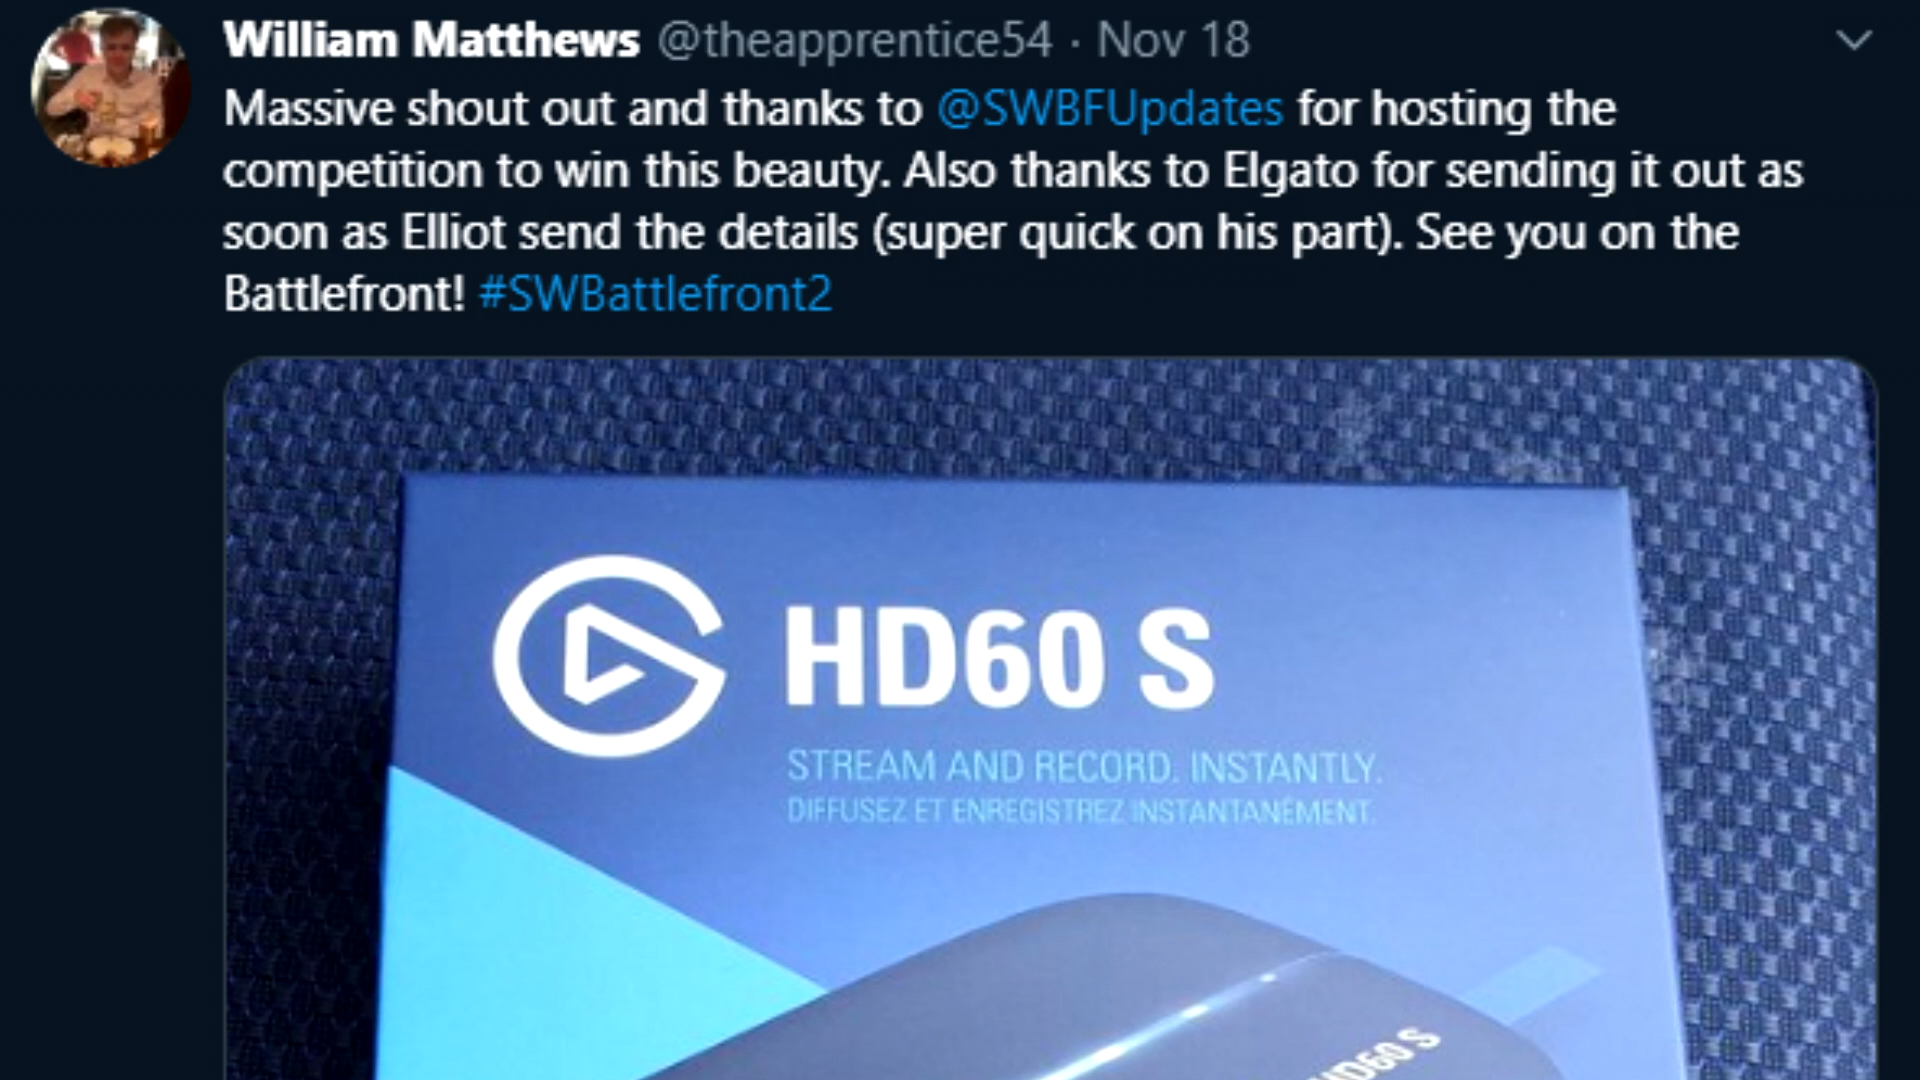 William Matthews @theapprentice54 · Nov 18
Massive shout out and thanks to @SWBFUpdates for hosting the
competition to win this beauty. Also thanks to Elgato for sending it out as
soon as Elliot send the details (super quick on his part). See you on the
Battlefront! #SWBattlefront2
HD60 S
STREAM AND RECORD. INSTANTLY.
DIFFUSEZ ET ENREGISTREZ INSTANTANÉMENT.
HD60 S